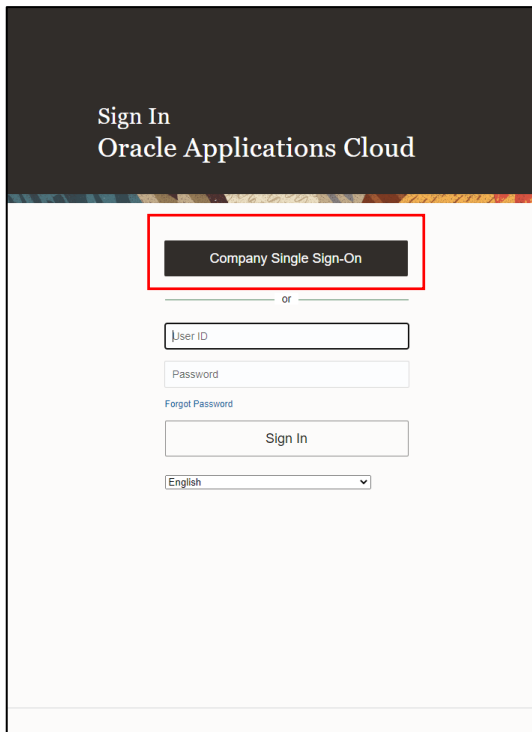 Sign In
Oracle Applications Cloud
Company Single Sign-On
or
User ID
Password
Forgot Password
Sign In
English